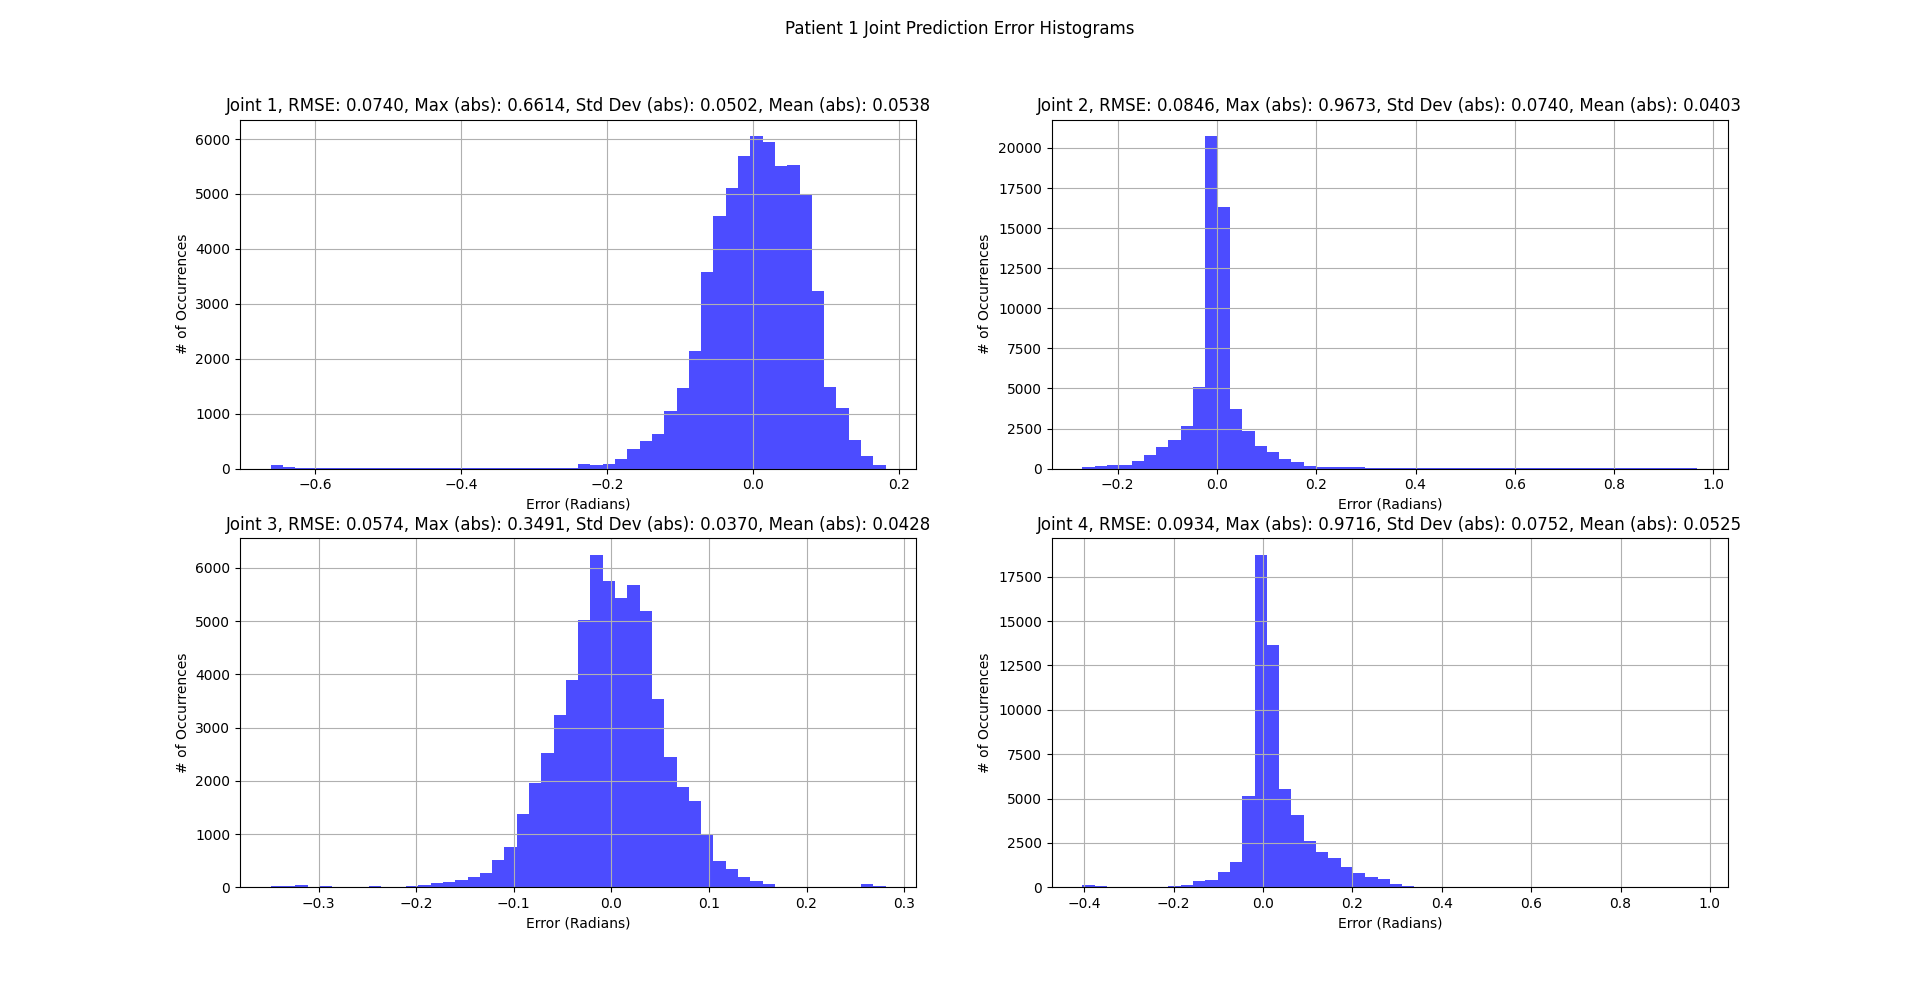 Patient 1 Joint Prediction Error Histograms
Joint 1, RMSE: 0.0740, Max (abs): 0.6614, Std Dev (abs): 0.0502, Mean (abs): 0.0538
6000
5000
4000
3000
2000
1000
0
# of Occurrences
−0.6 −0.4 −0.2 0.0 0.2
Error (Radians)
Joint 2, RMSE: 0.0846, Max (abs): 0.9673, Std Dev (abs): 0.0740, Mean (abs): 0.0403
20000
17500
15000
12500
10000
7500
5000
2500
0
# of Occurrences
−0.2 0.0 0.2 0.4 0.6 0.8 1.0
Error (Radians)
Joint 3, RMSE: 0.0574, Max (abs): 0.3491, Std Dev (abs): 0.0370, Mean (abs): 0.0428
6000
5000
4000
3000
2000
1000
0
# of Occurrences
−0.3 −0.2 −0.1 0.0 0.1 0.2 0.3
Error (Radians)
Joint 4, RMSE: 0.0934, Max (abs): 0.9716, Std Dev (abs): 0.0752, Mean (abs): 0.0525
17500
15000
12500
10000
7500
5000
2500
0
# of Occurrences
−0.4 −0.2 0.0 0.2 0.4 0.6 0.8 1.0
Error (Radians)